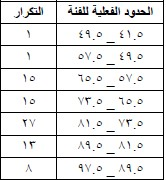 الحدود الفعلية للفئة التكرار
٤١.٥ _ ٤٩.٥ ١
٤٩.٥ _ ٥٧.٥ ١
٥٧.٥ _ ٦٥.٥ ١٥
٦٥.٥ _ ٧٣.٥ ١٥
٧٣.٥ _ ٨١.٥ ٢٧
٨١.٥ _ ٨٩.٥ ١٣
٨٩.٥ _ ٩٧.٥ ٨